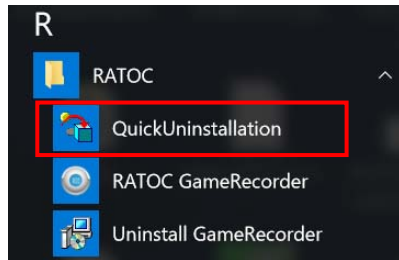 R
RATOC
QuickUninstallation
RATOC GameRecorder
Uninstall GameRecorder